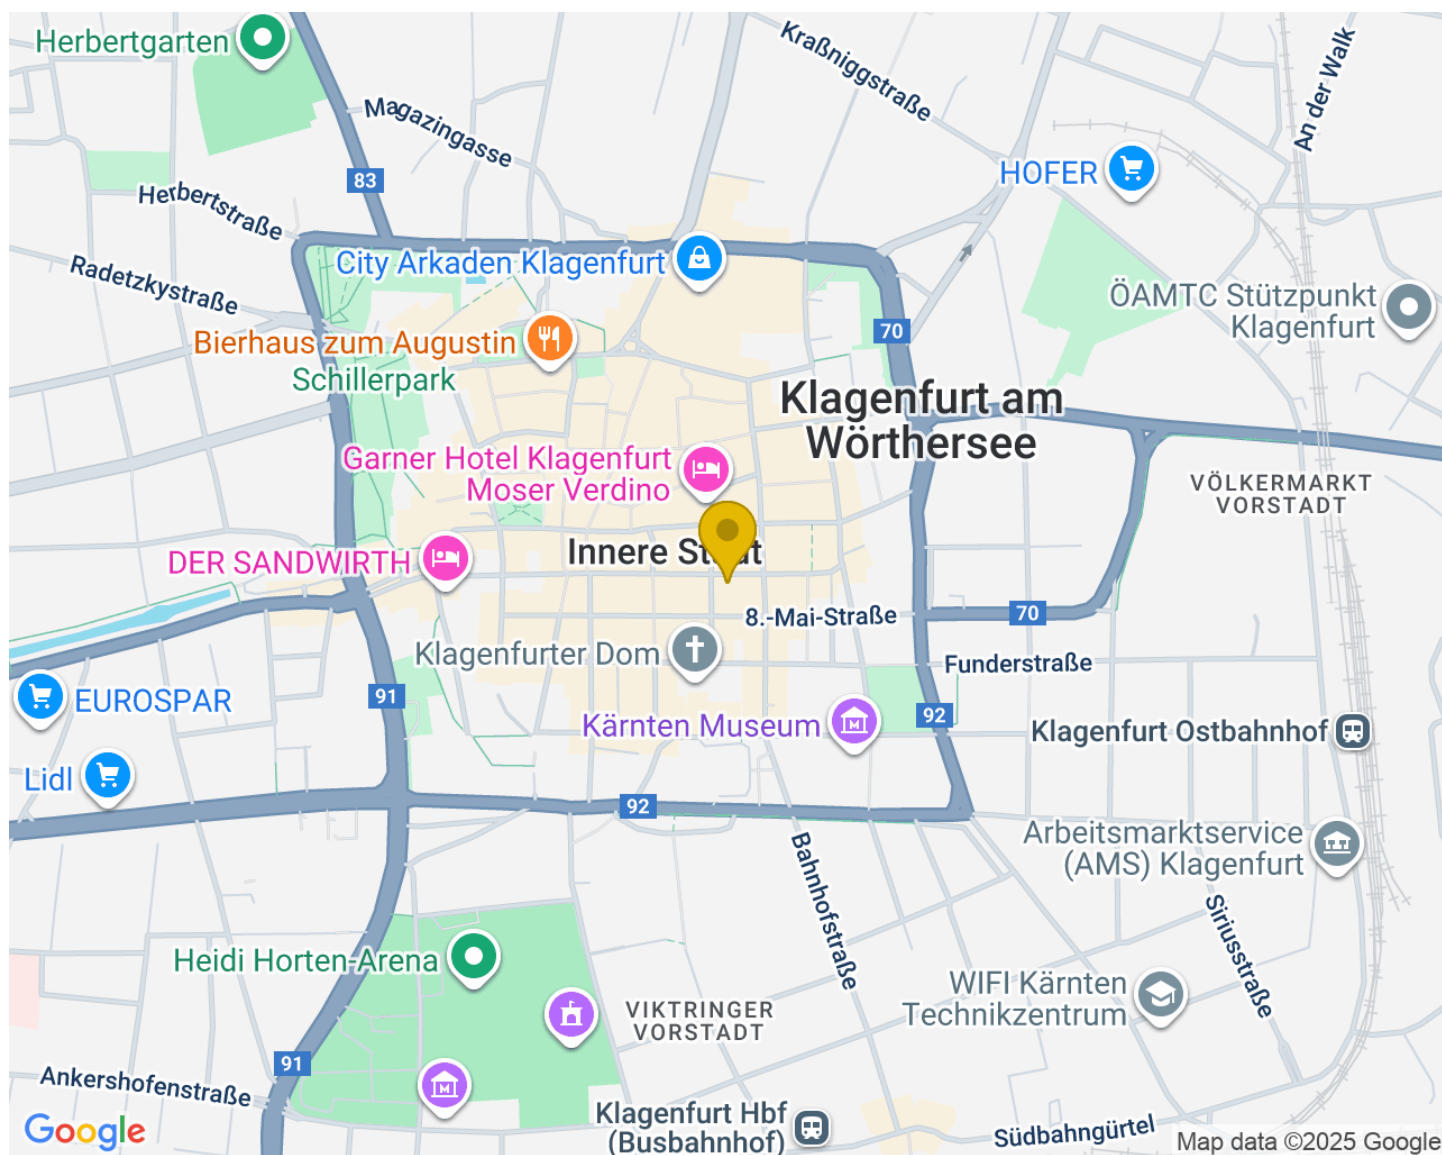 Herbertgarten
Kraßniggstraße
An der Walk
Magazingasse
HOFER
83
Herbertstraße
City Arkaden Klagenfurt
Radetzkystraße
ÖAMTC Stützpunkt
Klagenfurt
70
Bierhaus zum Augustin
Schillerpark
Klagenfurt am
Wörthersee
Garner Hotel Klagenfurt
Moser Verdino
VÖLKERMARKT
VORSTADT
Innere Stadt
DER SANDWIRTH
8.-Mai-Straße
70
Klagenfurter Dom
Funderstraße
EUROSPAR
91
Kärnten Museum
92
Klagenfurt Ostbahnhof
Lidl
92
Arbeitsmarktservice
(AMS) Klagenfurt
Bahnhofstraße
Siriusstraße
Heidi Horten-Arena
WIFI Kärnten
Technikzentrum
VIKTRINGER
VORSTADT
91
Ankershofenstraße
Klagenfurt Hbf
(Busbahnhof)
Südbahngürtel
Google
Map data ©2025 Google